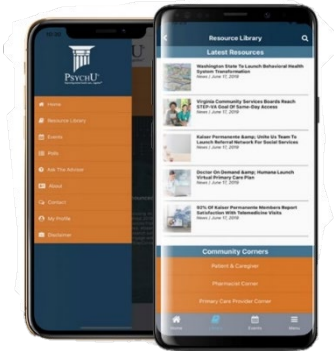 10:30
PSYCHU
Home
Resource Library
Events
Polls
Ask The Advisor
About
Contact
My Profile
Disclaimer
Resource Library
Latest Resources
Washington State To Launch Behavioral Health
System Transformation
News | June 17, 2019
Virginia Community Services Boards Reach
STEP-VA Goal Of Same-Day Access
News | June 17, 2019
Kaiser Permanente &amp; Unite Us Team To
Launch Referral Network For Social Services
News | June 17, 2019
Doctor On Demand &amp; Humana Launch
Virtual Primary Care Plan
News | June 17, 2019
92% Of Kaiser Permanente Members Report
Satisfaction With Telemedicine Visits
News | June 17, 2019
Community Corners
Patient & Caregiver
Pharmacist Corner
Primary Care Provider Corner
Home
Events
Menu